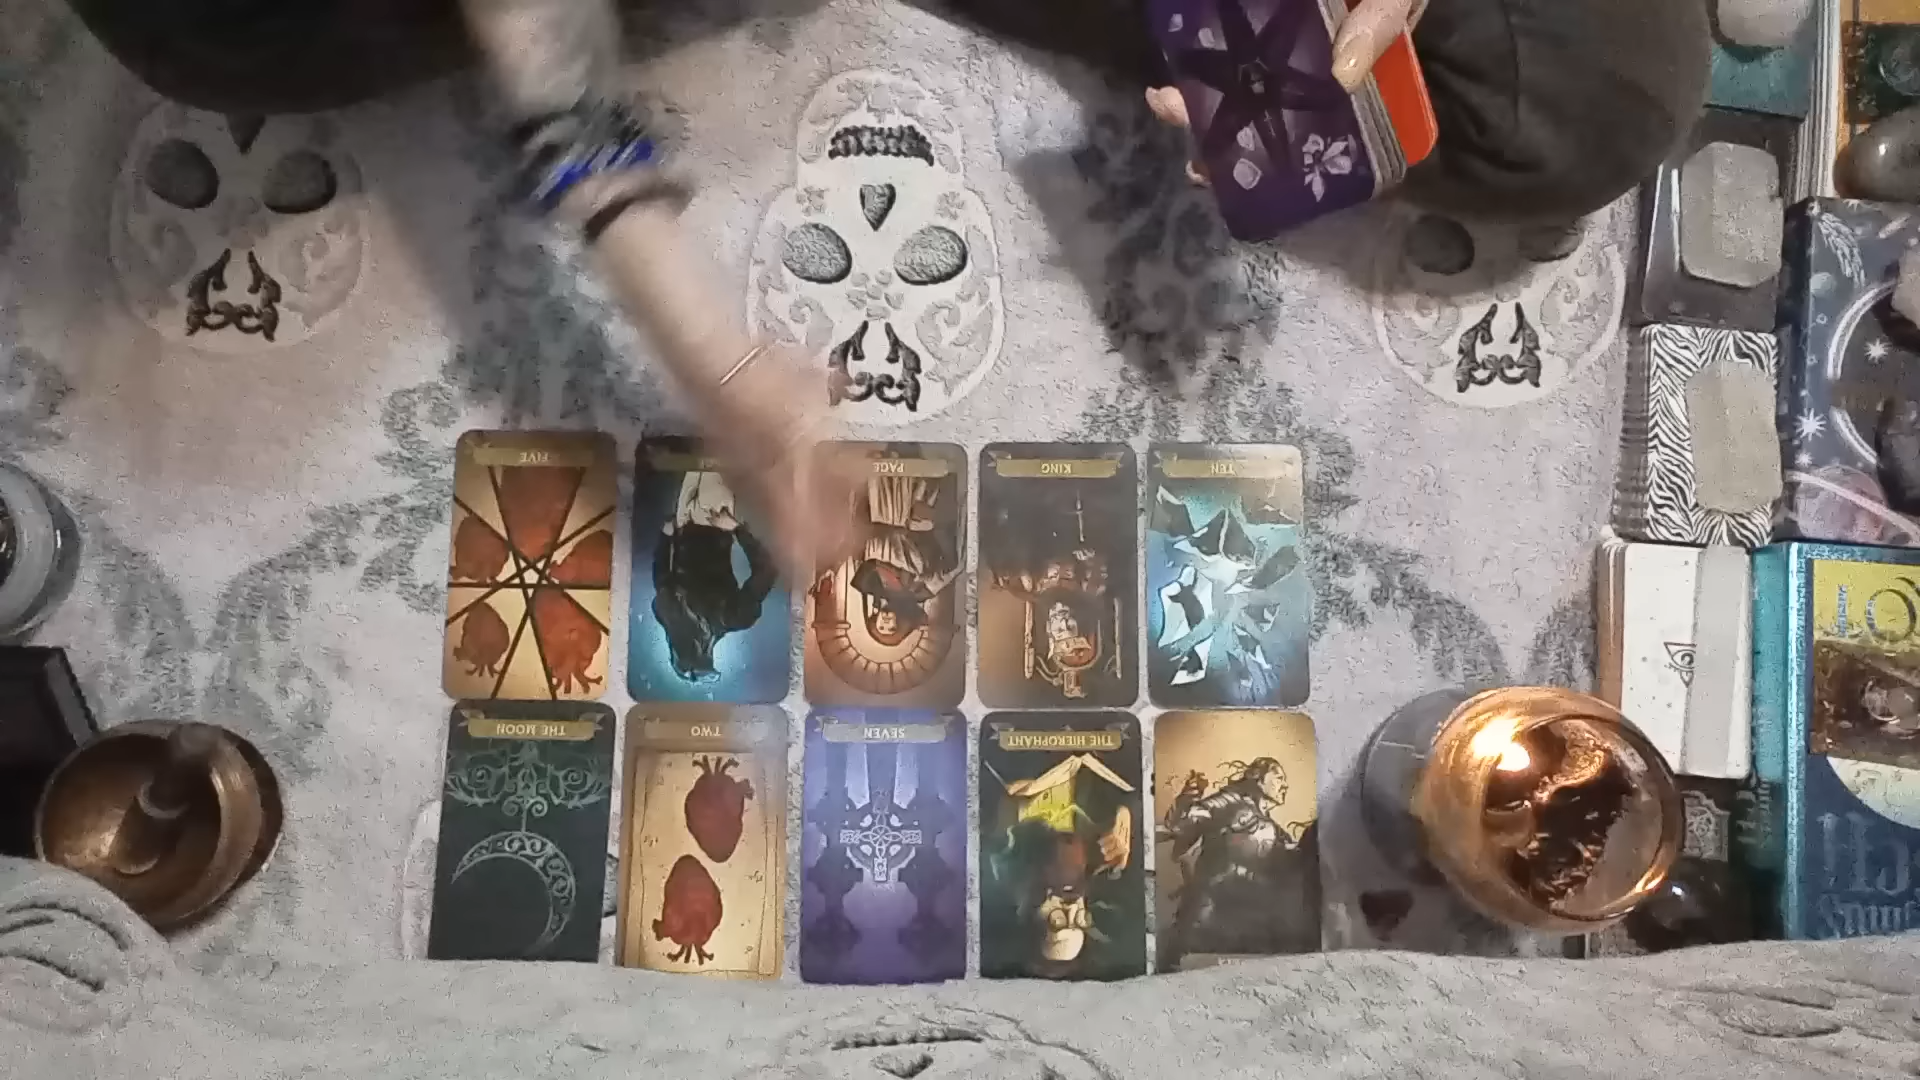 FIVE
PAGE
KING
TEN
THE MOON
TWO
SEVEN
THE HIEROPHANT